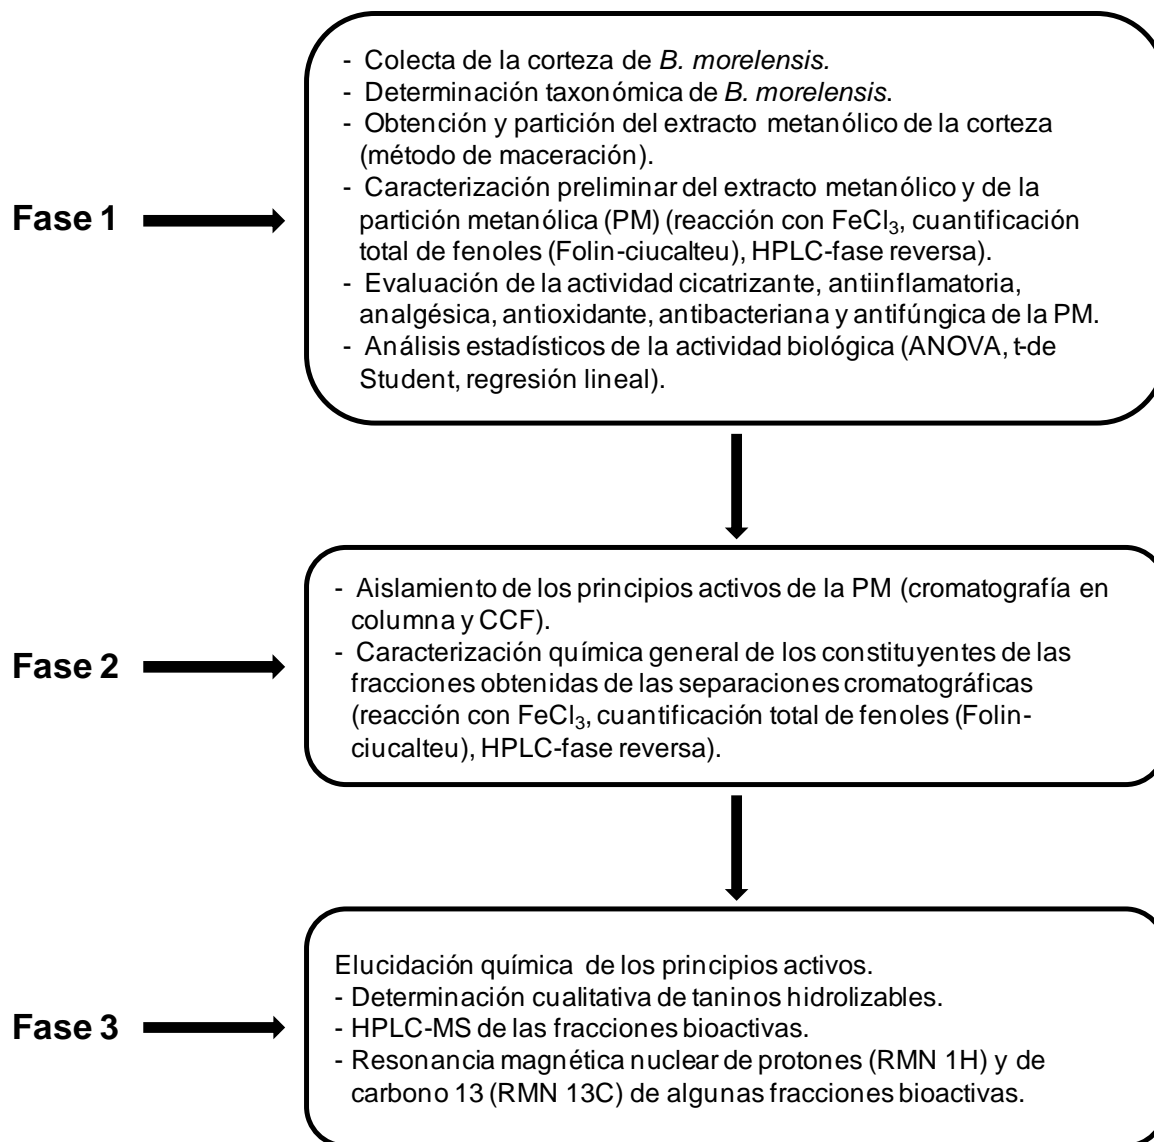 Fase 1
- Colecta de la corteza de B. morelensis.
- Determinación taxonómica de B. morelensis.
- Obtención y partición del extracto metanólico de la corteza
(método de maceración).
- Caracterización preliminar del extracto metanólico y de la
partición metanólica (PM) (reacción con FeCl₃, cuantificación
total de fenoles (Folin-ciucalteu), HPLC-fase reversa).
- Evaluación de la actividad cicatrizante, antiinflamatoria,
analgésica, antioxidante, antibacteriana y antifúngica de la PM.
- Análisis estadísticos de la actividad biológica (ANOVA, t-de
Student, regresión lineal).
Fase 2
- Aislamiento de los principios activos de la PM (cromatografía en
columna y CCF).
- Caracterización química general de los constituyentes de las
fracciones obtenidas de las separaciones cromatográficas
(reacción con FeCl₃, cuantificación total de fenoles (Folin-
ciucalteu), HPLC-fase reversa).
Fase 3
Elucidación química de los principios activos.
- Determinación cualitativa de taninos hidrolizables.
- HPLC-MS de las fracciones bioactivas.
- Resonancia magnética nuclear de protones (RMN 1H) y de
carbono 13 (RMN 13C) de algunas fracciones bioactivas.